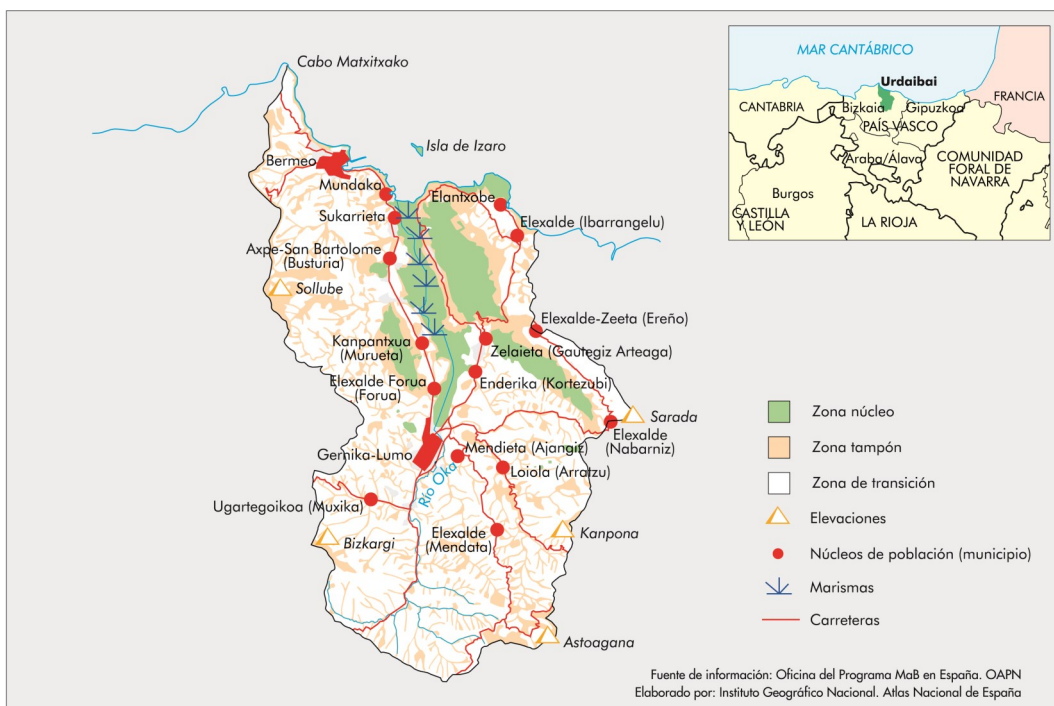 Cabo Matxitxako
Isla de Izaro
Bermeo
Mundaka
Elantxobe
Sukarrieta
Elexalde (Ibarrangelu)
Axpe-San Bartolome
(Busturia)
Sollube
Elexalde-Zeeta (Ereño)
Kanpantxua
(Murueta)
Zelaieta (Gautegiz Arteaga)
Elexalde Forua
(Forua)
Enderika (Kortezubi)
Sarada
Elexalde
(Nabarniz)
Gernika-Lumo
Mendieta (Ajangiz)
Río Oka
Loiola (Arratzu)
Ugartegoikoa (Muxika)
Bizkargi
Elexalde
(Mendata)
Kanpona
Astoagana
MAR CANTÁBRICO
Urdaibai
FRANCIA
CANTABRIA
Bizkaia
Gipuzkoa
PAÍS VASCO
Araba/Álava
COMUNIDAD
FORAL DE
NAVARRA
Burgos
CASTILLA
Y LEÓN
LA RIOJA
Zona núcleo
Zona tampón
Zona de transición
Elevaciones
Núcleos de población (municipio)
Marismas
Carreteras
Fuente de información: Oficina del Programa MaB en España. OAPN
Elaborado por: Instituto Geográfico Nacional. Atlas Nacional de España